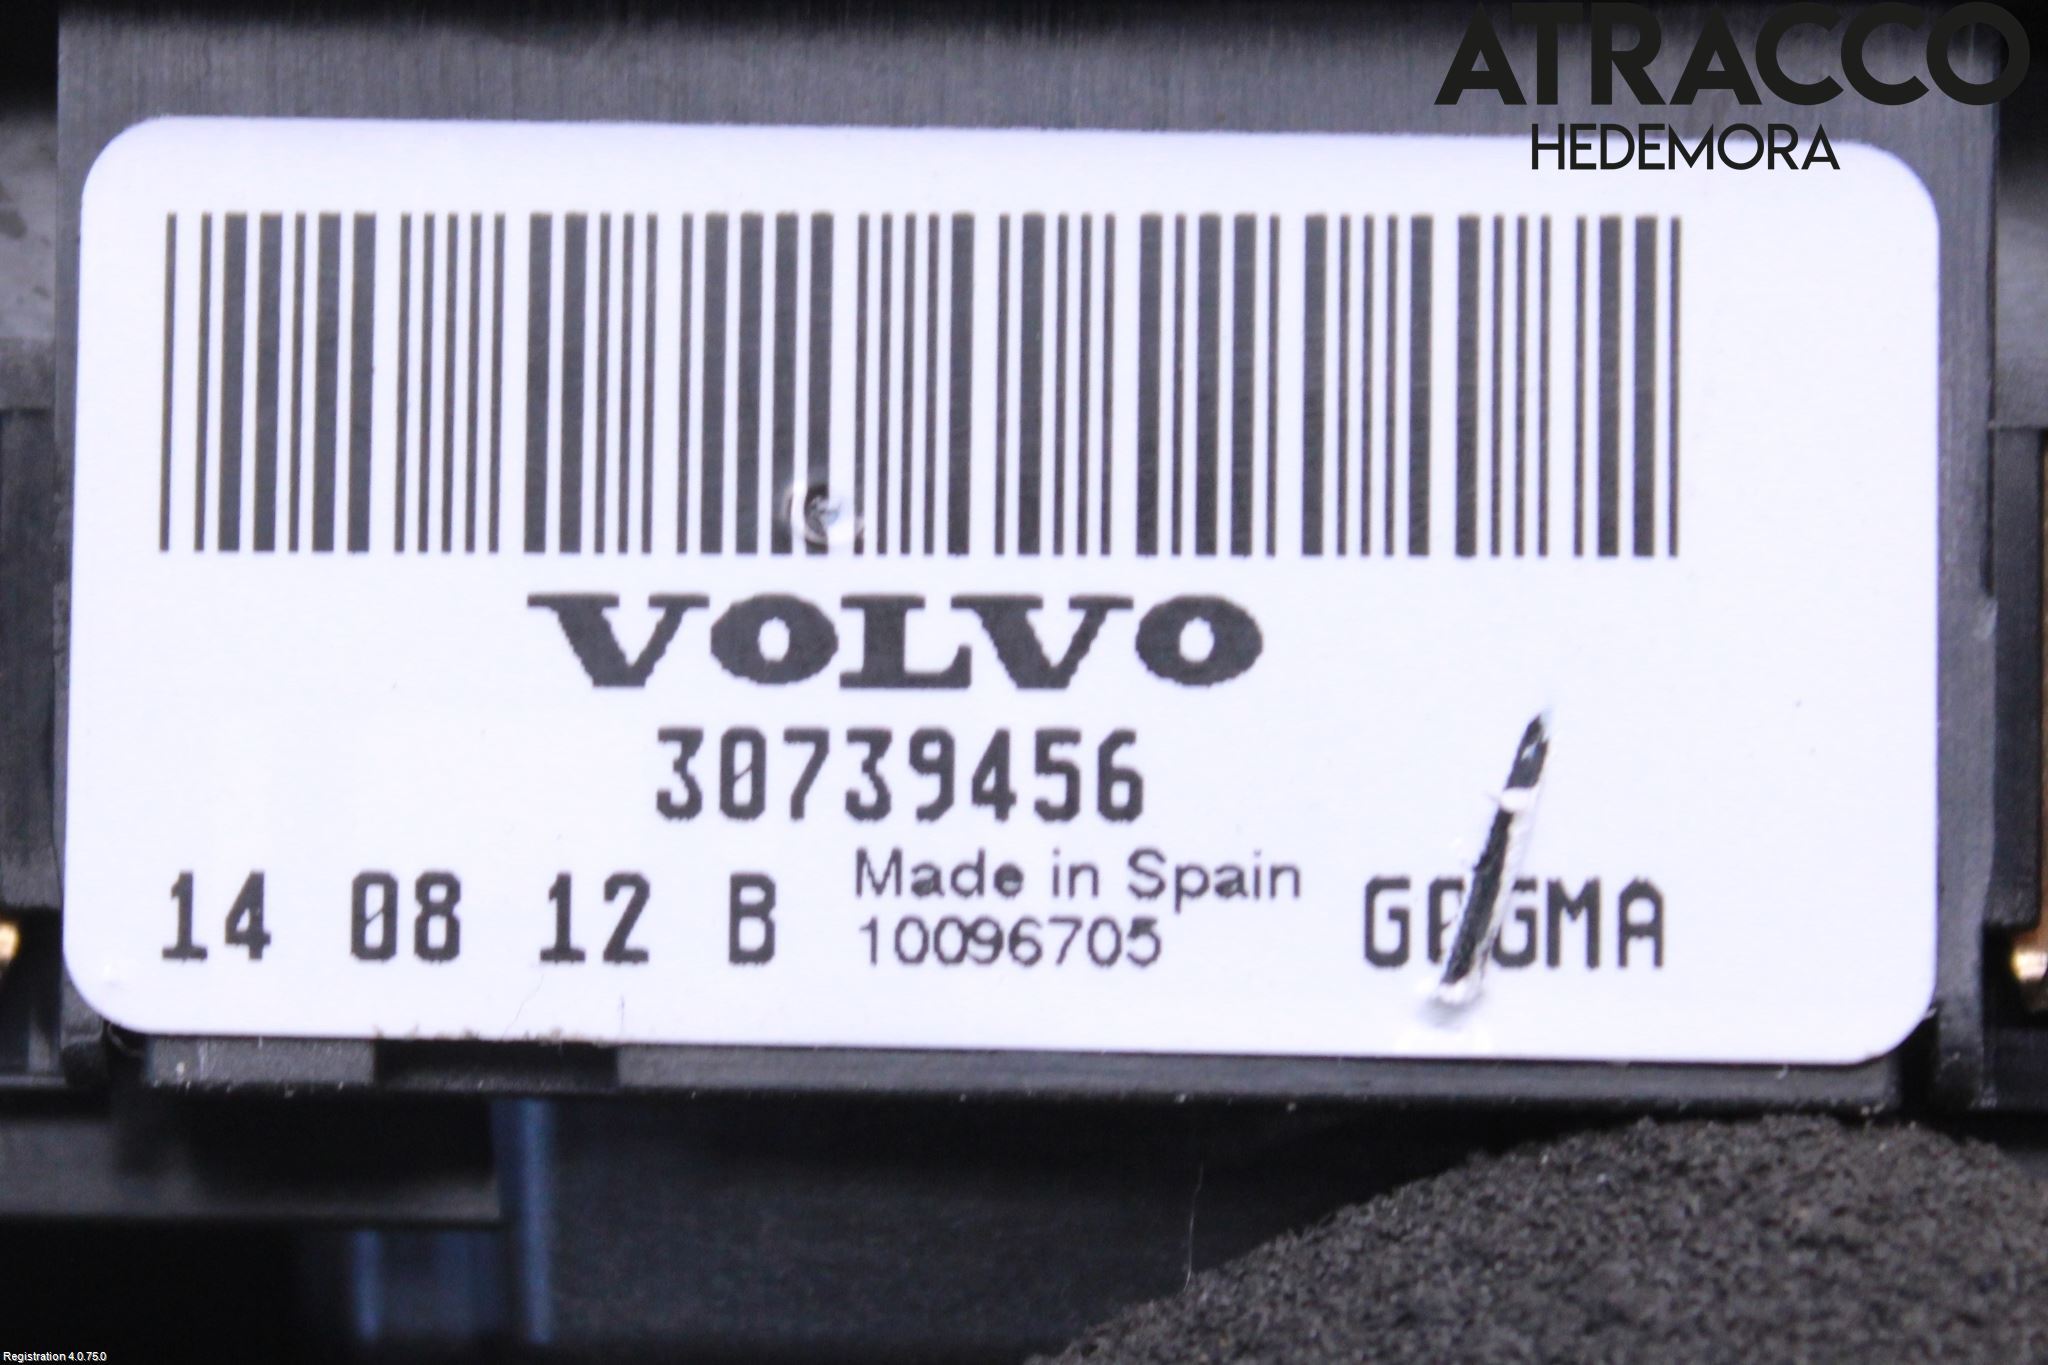 ATRACCO
HEDEMORA
VOLVO
30739456
Made in Spain
14 08 12 B
10096705
Registration 4.0.75.0